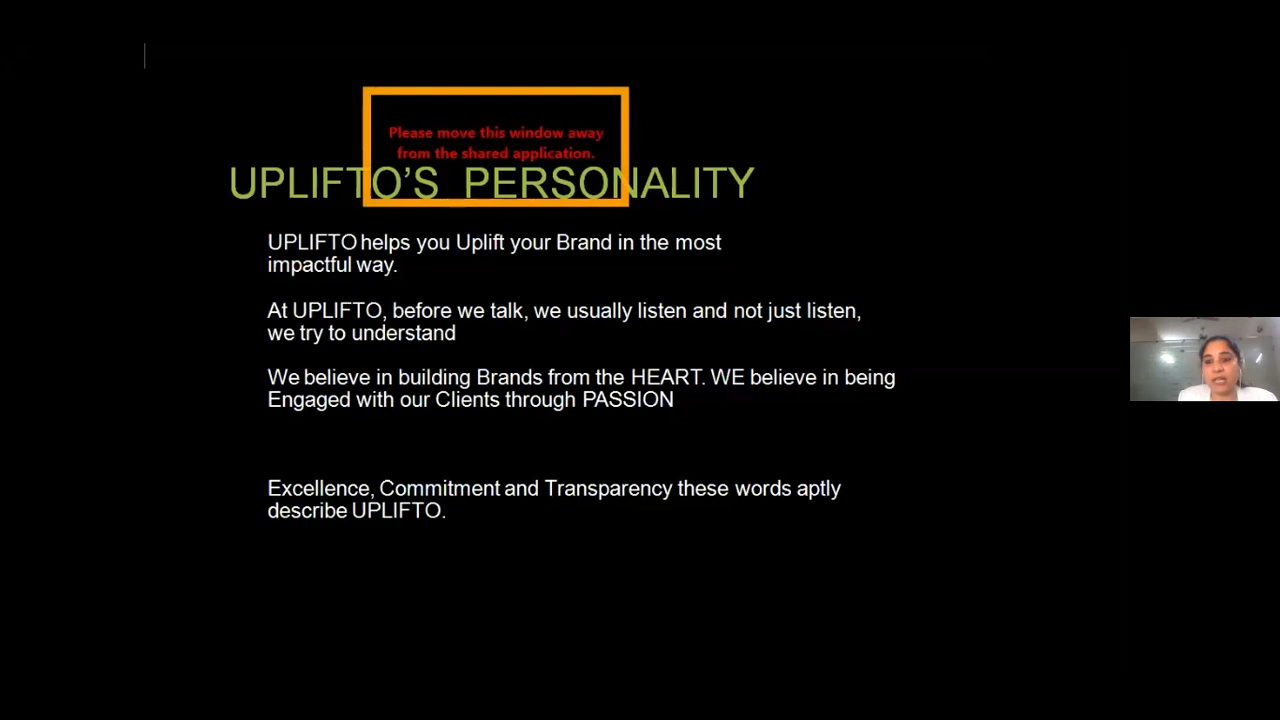 Please move this window away
from the shared application.
UPLIFTO’S PERSONALITY
UPLIFTO helps you Uplift your Brand in the most
impactful way.
At UPLIFTO, before we talk, we usually listen and not just listen,
we try to understand
We believe in building Brands from the HEART. WE believe in being
Engaged with our Clients through PASSION
Excellence, Commitment and Transparency these words aptly
describe UPLIFTO.